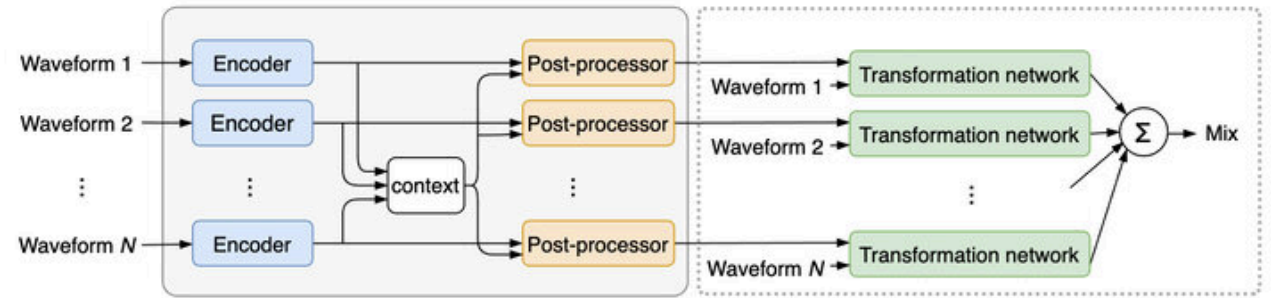 Waveform 1
Encoder
Post-processor
Waveform 1
Transformation network
Waveform 2
Encoder
Post-processor
Waveform 2
Transformation network
Σ
Mix
⋮
⋮
context
⋮
⋮
Waveform N
Encoder
Post-processor
Waveform N
Transformation network